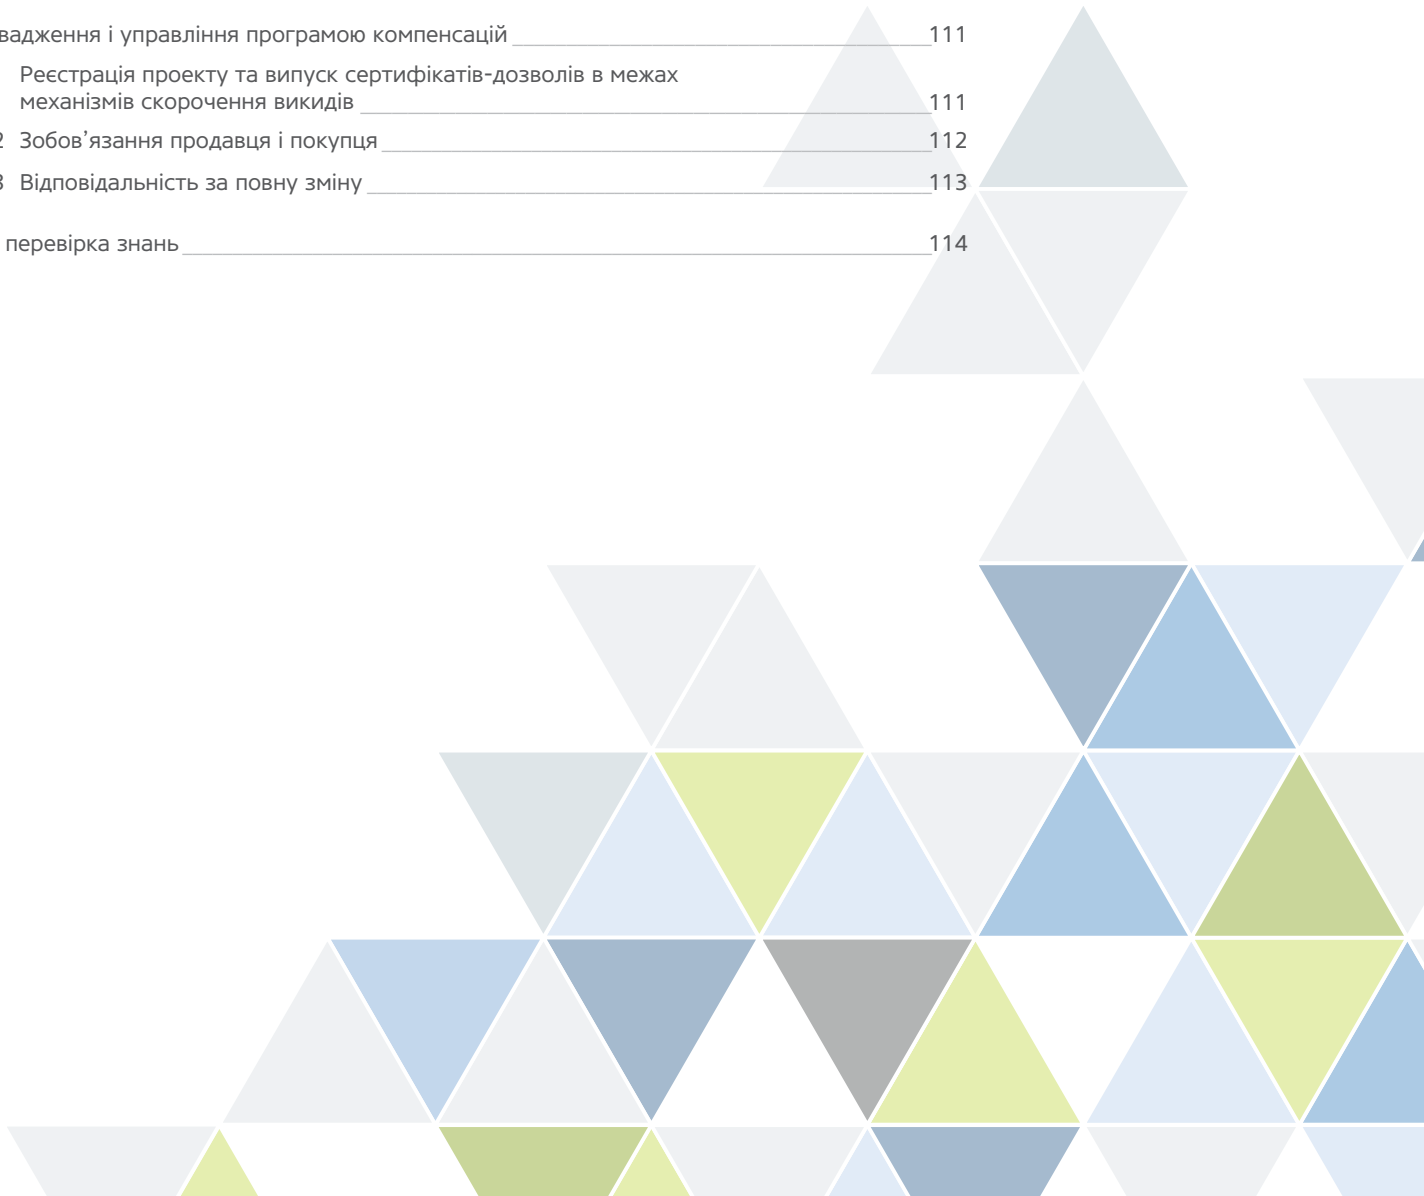 вадження і управління програмою компенсацій 111
Реєстрація проекту та випуск сертифікатів-дозволів в межах
механізмів скорочення викидів 111
2 Зобов’язання продавця і покупця 112
3 Відповідальність за повну зміну 113
перевірка знань 114